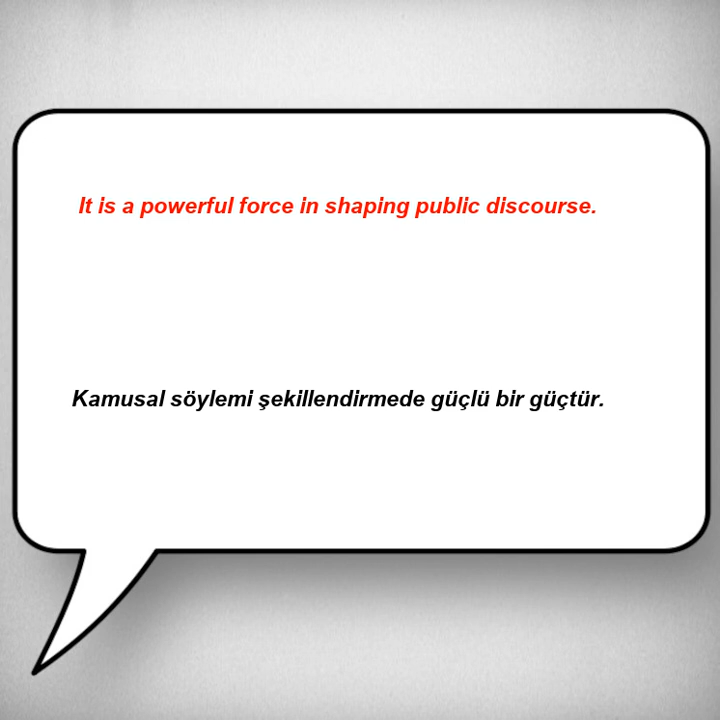 It is a powerful force in shaping public discourse.
Kamusal söylemi şekillendirmede güçlü bir güçtür.